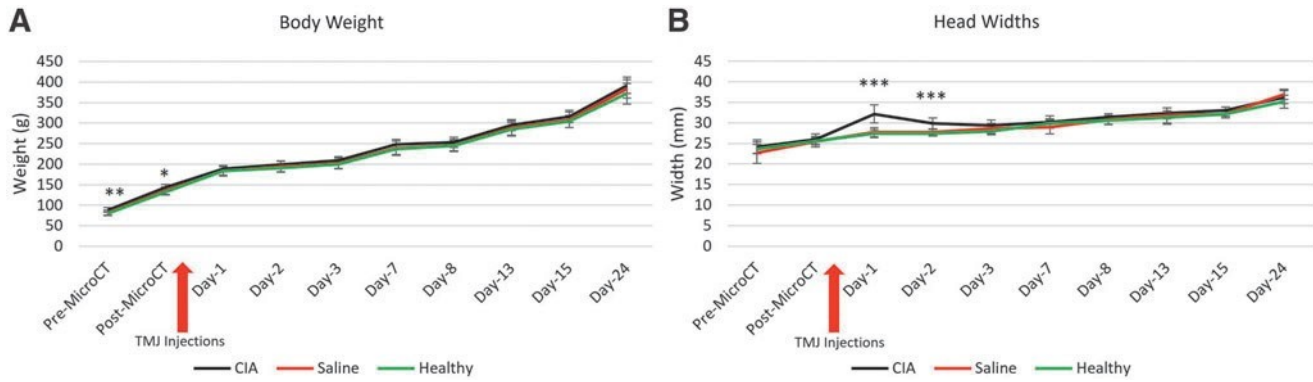 A
Body Weight
450
400
350
300
250
200
150
100
50
0
Weight (g)
**
*
Pre-MicroCT
Post-MicroCT
Day-1
Day-2
Day-3
Day-7
Day-8
Day-13
Day-15
Day-24
TMJ Injections
CIA Saline Healthy
B
Head Widths
45
40
35
30
25
20
15
10
5
0
Width (mm)
***
***
Pre-MicroCT
Post-MicroCT
Day-1
Day-2
Day-3
Day-7
Day-8
Day-13
Day-15
Day-24
TMJ Injections
CIA Saline Healthy